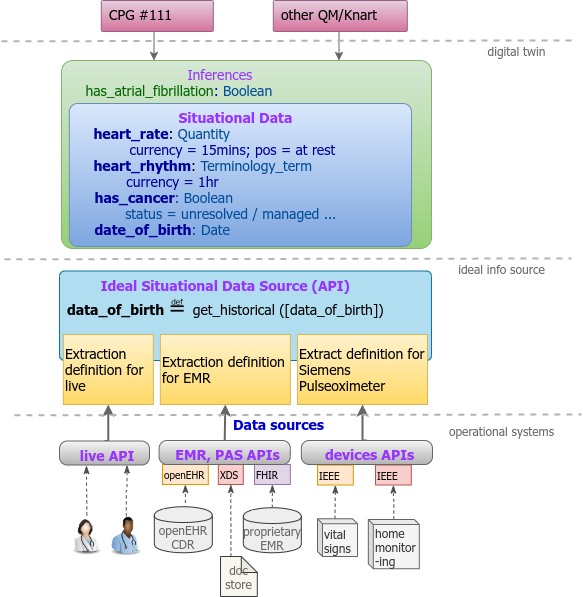 CPG #111
other QM/Knart
digital twin
Inferences
has_atrial_fibrillation: Boolean
Situational Data
heart_rate: Quantity
currency = 15mins; pos = at rest
heart_rhythm: Terminology_term
currency = 1hr
has_cancer: Boolean
status = unresolved / managed ...
date_of_birth: Date
ideal info source
Ideal Situational Data Source (API)
data_of_birth def = get_historical ([data_of_birth])
Extraction
definition for
live
Extraction definition
for EMR
Extract definition for
Siemens
Pulseoximeter
Data sources
operational systems
live API
EMR, PAS APIs
devices APIs
openEHR
XDS
FHIR
IEEE
IEEE
openEHR
CDR
proprietary
EMR
vital
signs
home
monitor
-ing
doc
store